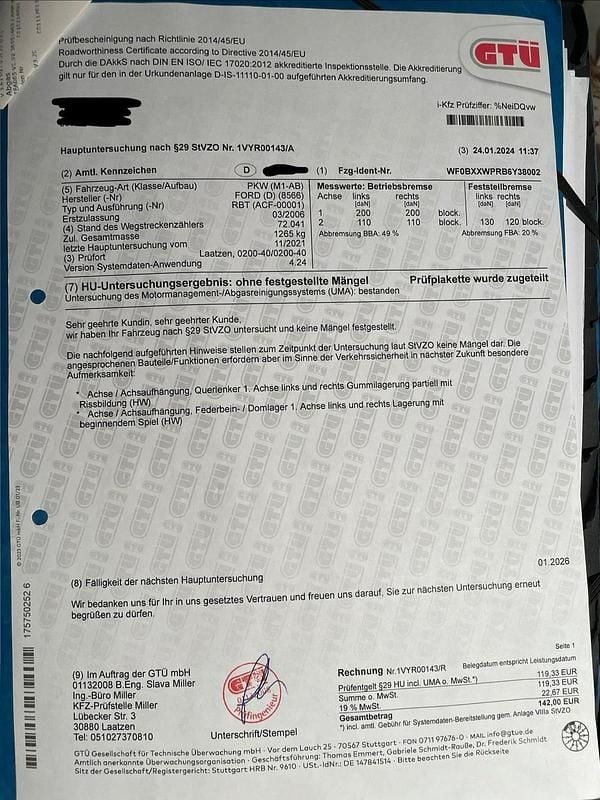 Prüfbescheinigung nach Richtlinie 2014/45/EU
Roadworthiness Certificate according to Directive 2014/45/EU
Durch die DAkkS nach DIN EN ISO/ IEC 17020:2012 akkreditierte Inspektionsstelle. Die Akkreditierung
gilt nur für den in der Urkundenanlage D-IS-11110-01-00 aufgeführten Akkreditierungsumfang.
GTÜ
i-Kfz Prüfziffer: %NeiDQvw
Hauptuntersuchung nach §29 StVZO Nr. 1VYR00143/A
(3) 24.01.2024 11:37
(2) Amtl. Kennzeichen D
(1) Fzg-Ident-Nr. WF0BXXWPRB6Y38002
(5) Fahrzeug-Art (Klasse/Aufbau) PKW (M1-AB)
Hersteller (-Nr) FORD (D) (8566)
Typ und Ausführung (-Nr) RBT (ACF-00001)
Erstzulassung 03/2006
(4) Stand des Wegstreckenzählers 72.041
Zul. Gesamtmasse 1265 kg
letzte Hauptuntersuchung vom 11/2021
(3) Prüfort Laatzen, 0200-40/0200-40
Version Systemdaten-Anwendung 4.24
Messwerte: Betriebsbremse Feststellbremse
Achse links rechts links rechts
[daN] [daN] [daN] [daN]
1 200 200 block.
2 110 110 block. 130 120 block.
Abbremsung BBA: 49 % Abbremsung FBA: 20 %
(7) HU-Untersuchungsergebnis: ohne festgestellte Mängel Prüfplakette wurde zugeteilt
Untersuchung des Motormanagement-/Abgasreinigungssystems (UMA): bestanden
Sehr geehrte Kundin, sehr geehrter Kunde,
wir haben Ihr Fahrzeug nach §29 StVZO untersucht und keine Mängel festgestellt.
Die nachfolgend aufgeführten Hinweise stellen zum Zeitpunkt der Untersuchung laut StVZO keine Mängel dar. Die
angesprochenen Bauteile/Funktionen erfordern aber im Sinne der Verkehrssicherheit in nächster Zukunft besondere
Aufmerksamkeit:
* Achse / Achsaufhängung, Querlenker 1. Achse links und rechts Gummilagerung partiell mit
Rissbildung (HW)
* Achse / Achsaufhängung, Federbein- / Domlager 1. Achse links und rechts Lagerung mit
beginnendem Spiel (HW)
(8) Fälligkeit der nächsten Hauptuntersuchung 01.2026
Wir bedanken uns für Ihr in uns gesetztes Vertrauen und freuen uns darauf, Sie zur nächsten Untersuchung erneut
begrüßen zu dürfen.
175750252 6
Seite 1
(9) Im Auftrag der GTÜ mbH
01132008 B.Eng. Slava Miller
Ing.-Büro Miller
KFZ-Prüfstelle Miller
Lübecker Str. 3
30880 Laatzen
Tel: 051027370810
GTÜ
Prüfingenieur
Unterschrift/Stempel
Rechnung Nr.1VYR00143/R Belegdatum entspricht Leistungsdatum
Prüfentgelt §29 HU incl. UMA o. MwSt.*) 119,33 EUR
Summe o. MwSt. 119,33 EUR
19 % MwSt. 22,67 EUR
Gesamtbetrag 142,00 EUR
*) incl. amtl. Gebühr für Systemdaten-Bereitstellung gem. Anlage VIIIa StVZO
GTÜ Gesellschaft für Technische Überwachung mbH · Vor dem Lauch 25 · 70567 Stuttgart · FON 0711 97676-0 · MAIL info@gtue.de
Amtlich anerkannte Überwachungsorganisation · Geschäftsführung: Thomas Emmert, Gabriele Schmidt-Rauße, Dr. Frederik Schmidt
Sitz der Gesellschaft/Registergericht: Stuttgart HRB Nr. 9610 · USt.-IdNr.: DE 147841514 · Bitte beachten Sie die Rückseite